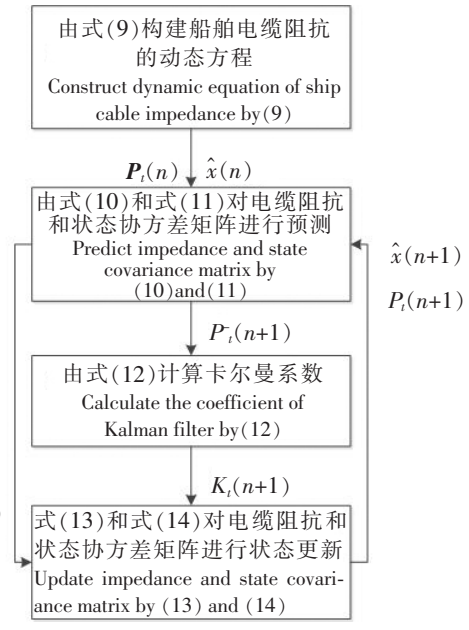 由式(9)构建船舶电缆阻抗
的动态方程
Construct dynamic equation of ship
cable impedance by(9)
P_t(n) x̂(n)
由式(10)和式(11)对电缆阻抗
和状态协方差矩阵进行预测
Predict impedance and state
covariance matrix by
(10)and(11)
x̂(n+1)
P_t(n+1)
P⁻_t(n+1)
由式(12)计算卡尔曼系数
Calculate the coefficient of
Kalman filter by(12)
K_t(n+1)
式(13)和式(14)对电缆阻抗和
状态协方差矩阵进行状态更新
Update impedance and state covari-
ance matrix by (13) and (14)